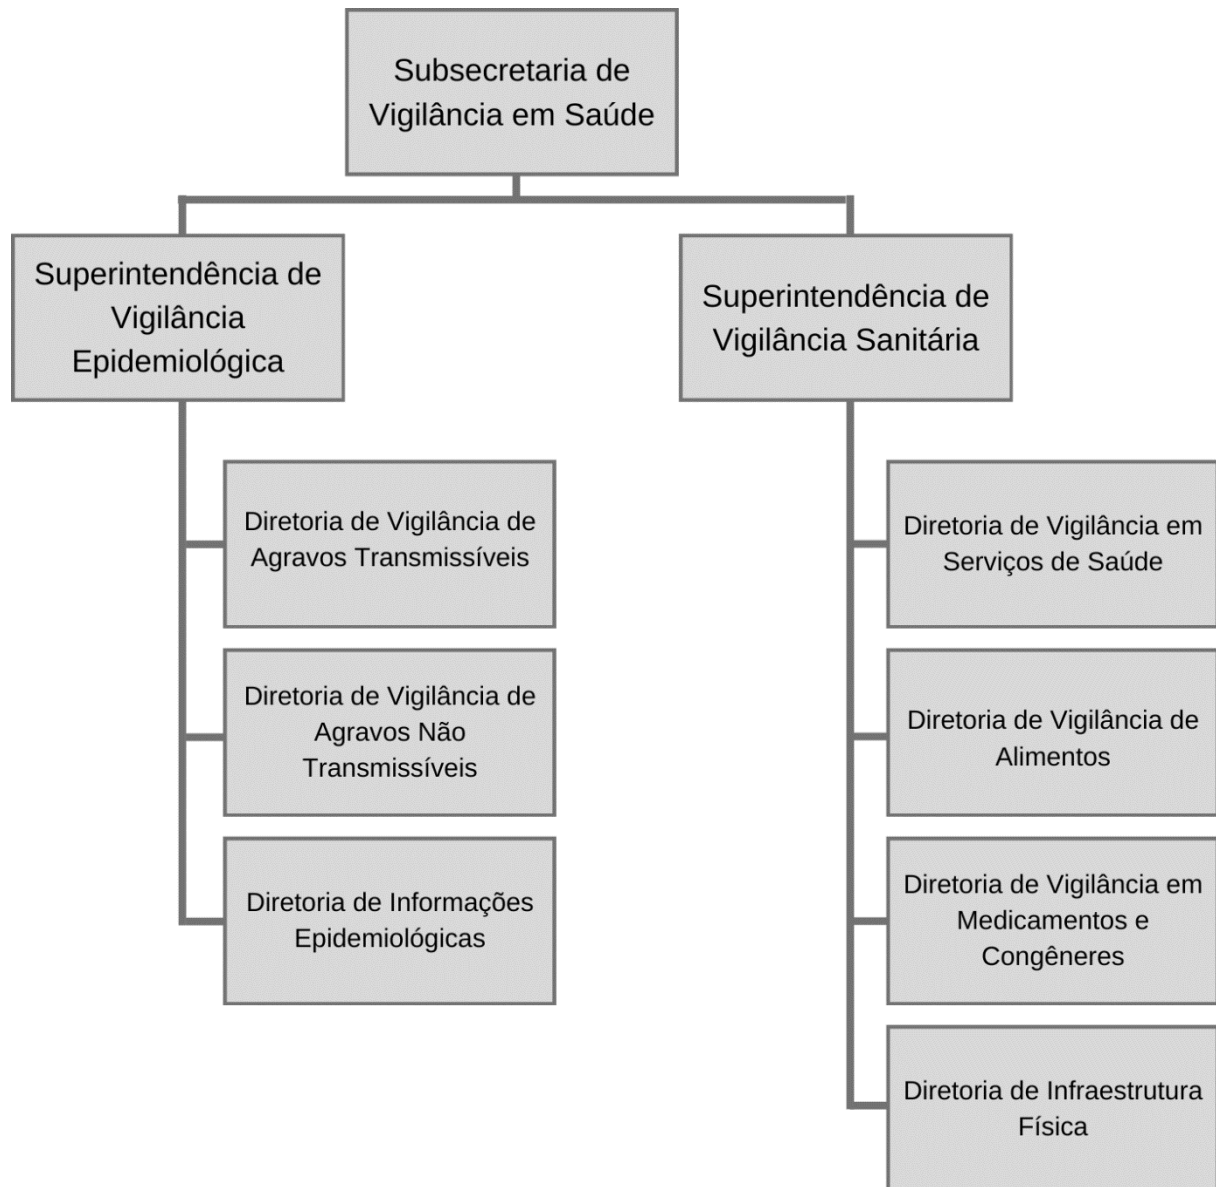 Subsecretaria de
Vigilância em Saúde
Superintendência de
Vigilância
Epidemiológica
Superintendência de
Vigilância Sanitária
Diretoria de Vigilância de
Agravos Transmissíveis
Diretoria de Vigilância de
Agravos Não
Transmissíveis
Diretoria de Informações
Epidemiológicas
Diretoria de Vigilância em
Serviços de Saúde
Diretoria de Vigilância de
Alimentos
Diretoria de Vigilância em
Medicamentos e
Congêneres
Diretoria de Infraestrutura
Física